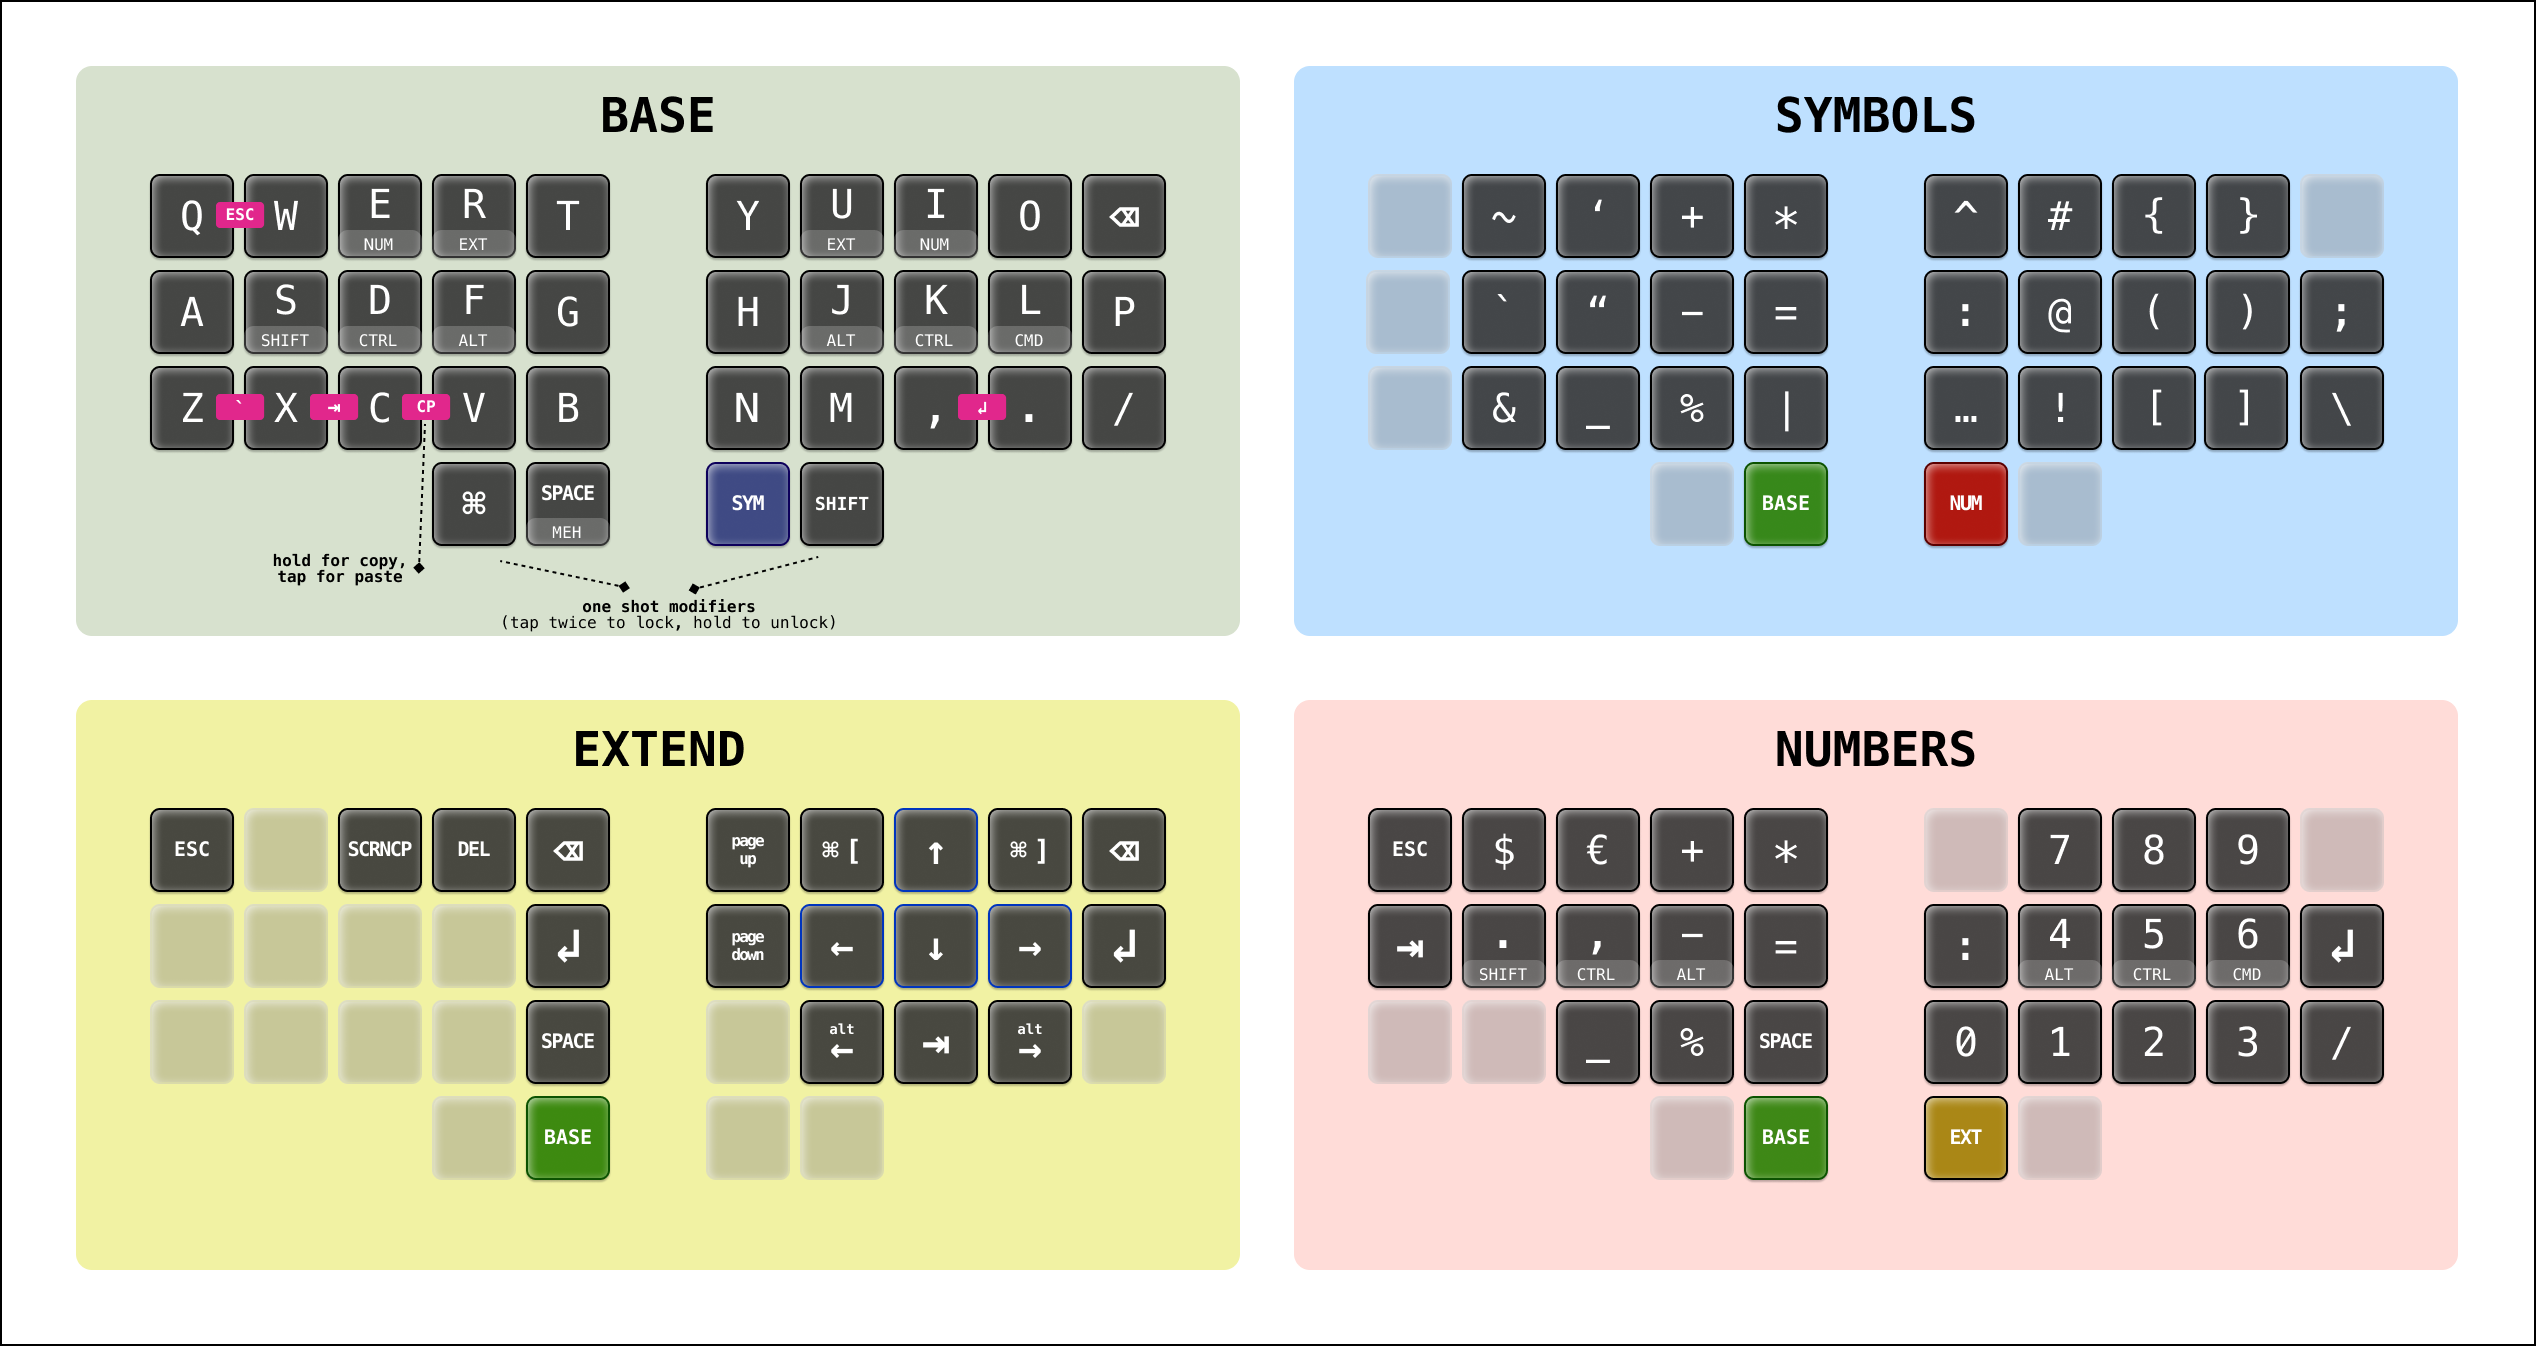 BASE
Q ESC W E R T Y U I O ⌫
NUM EXT EXT NUM
A S D F G H J K L P
SHIFT CTRL ALT ALT CTRL CMD
Z ` X ⇥ C CP V B N M , ↲ . /
⌘ SPACE SYM SHIFT
MEH
hold for copy,
tap for paste
one shot modifiers
(tap twice to lock, hold to unlock)
SYMBOLS
~ ‘ + * ^ # { }
` “ − = : @ ( ) ;
& _ % | … ! [ ] \
BASE NUM
EXTEND
ESC SCRNCP DEL ⌫ page ⌘ [ ↑ ⌘ ] ⌫
up
↲ page ← ↓ → ↲
down
SPACE alt ⇥ alt
← →
BASE
NUMBERS
ESC $ € + * 7 8 9
⇥ . , − = : 4 5 6 ↲
SHIFT CTRL ALT ALT CTRL CMD
_ % SPACE 0 1 2 3 /
BASE EXT